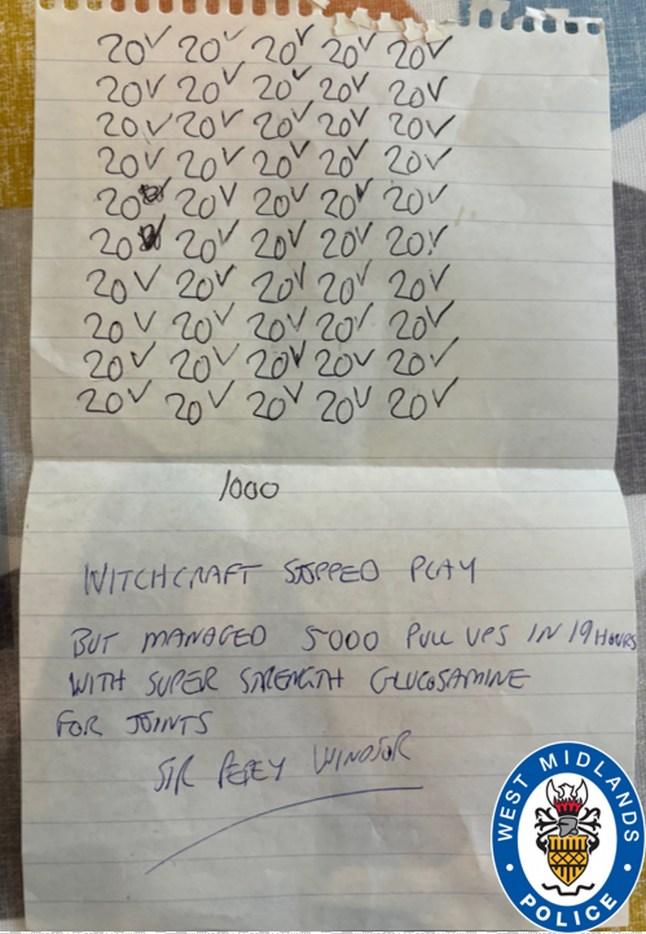 20✓ 20✓ 20✓ 20✓ 20✓
20✓ 20✓ 20✓ 20✓ 20✓
20✓ 20✓ 20✓ 20✓ 20✓
20✓ 20✓ 20✓ 20✓ 20✓
20✓ 20✓ 20✓ 20✓ 20✓
20✓ 20✓ 20✓ 20✓ 20✓
20✓ 20✓ 20✓ 20✓ 20✓
20✓ 20✓ 20✓ 20✓ 20✓
20✓ 20✓ 20✓ 20✓ 20✓
20✓ 20✓ 20✓ 20✓ 20✓
1000
WITCHCRAFT STOPPED PLAY
BUT MANAGED 5000 PULL UPS IN 19 HOURS
WITH SUPER STRENGTH GLUCOSAMINE
FOR JOINTS
SIR WINDSOR
WEST MIDLANDS
POLICE